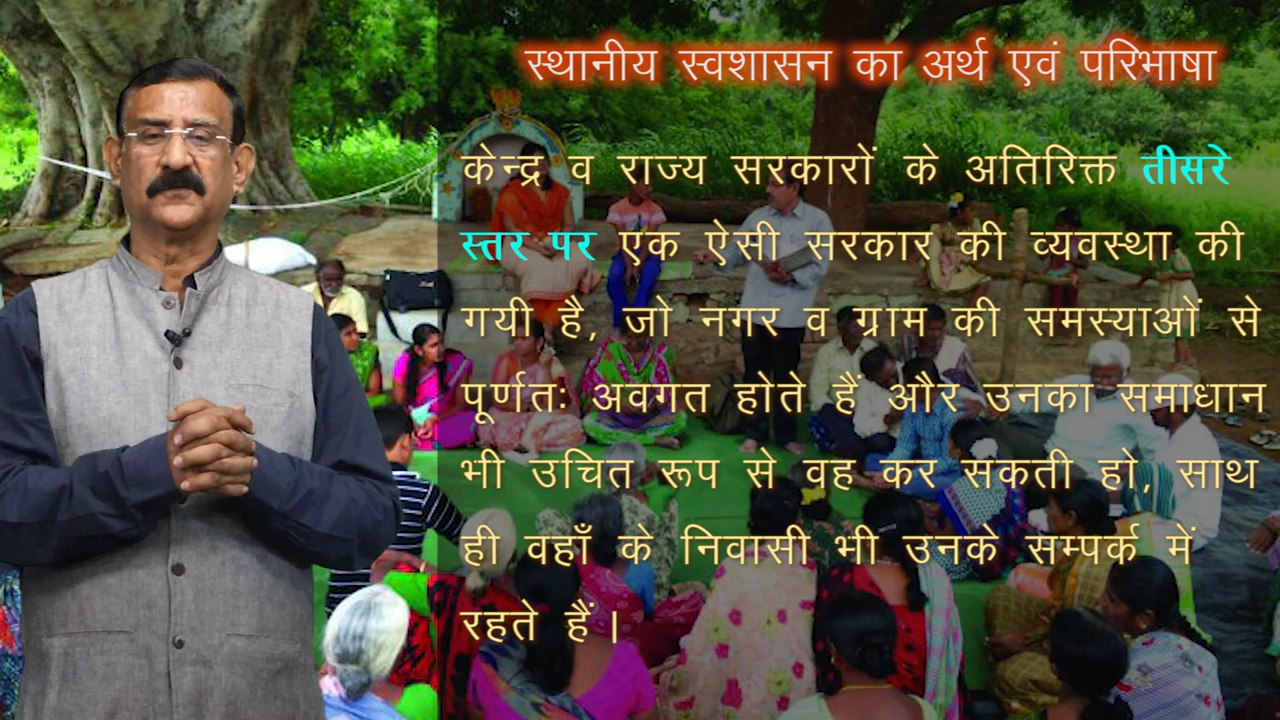 स्थानीय स्वशासन का अर्थ एवं परिभाषा
केन्द्र व राज्य सरकारों के अतिरिक्त तीसरे
स्तर पर एक ऐसी सरकार की व्यवस्था की
गयी है, जो नगर व ग्राम की समस्याओं से
पूर्णतः अवगत होते हैं और उनका समाधान
भी उचित रूप से वह कर सकती हो, साथ
ही वहाँ के निवासी भी उनके सम्पर्क में
रहते हैं।